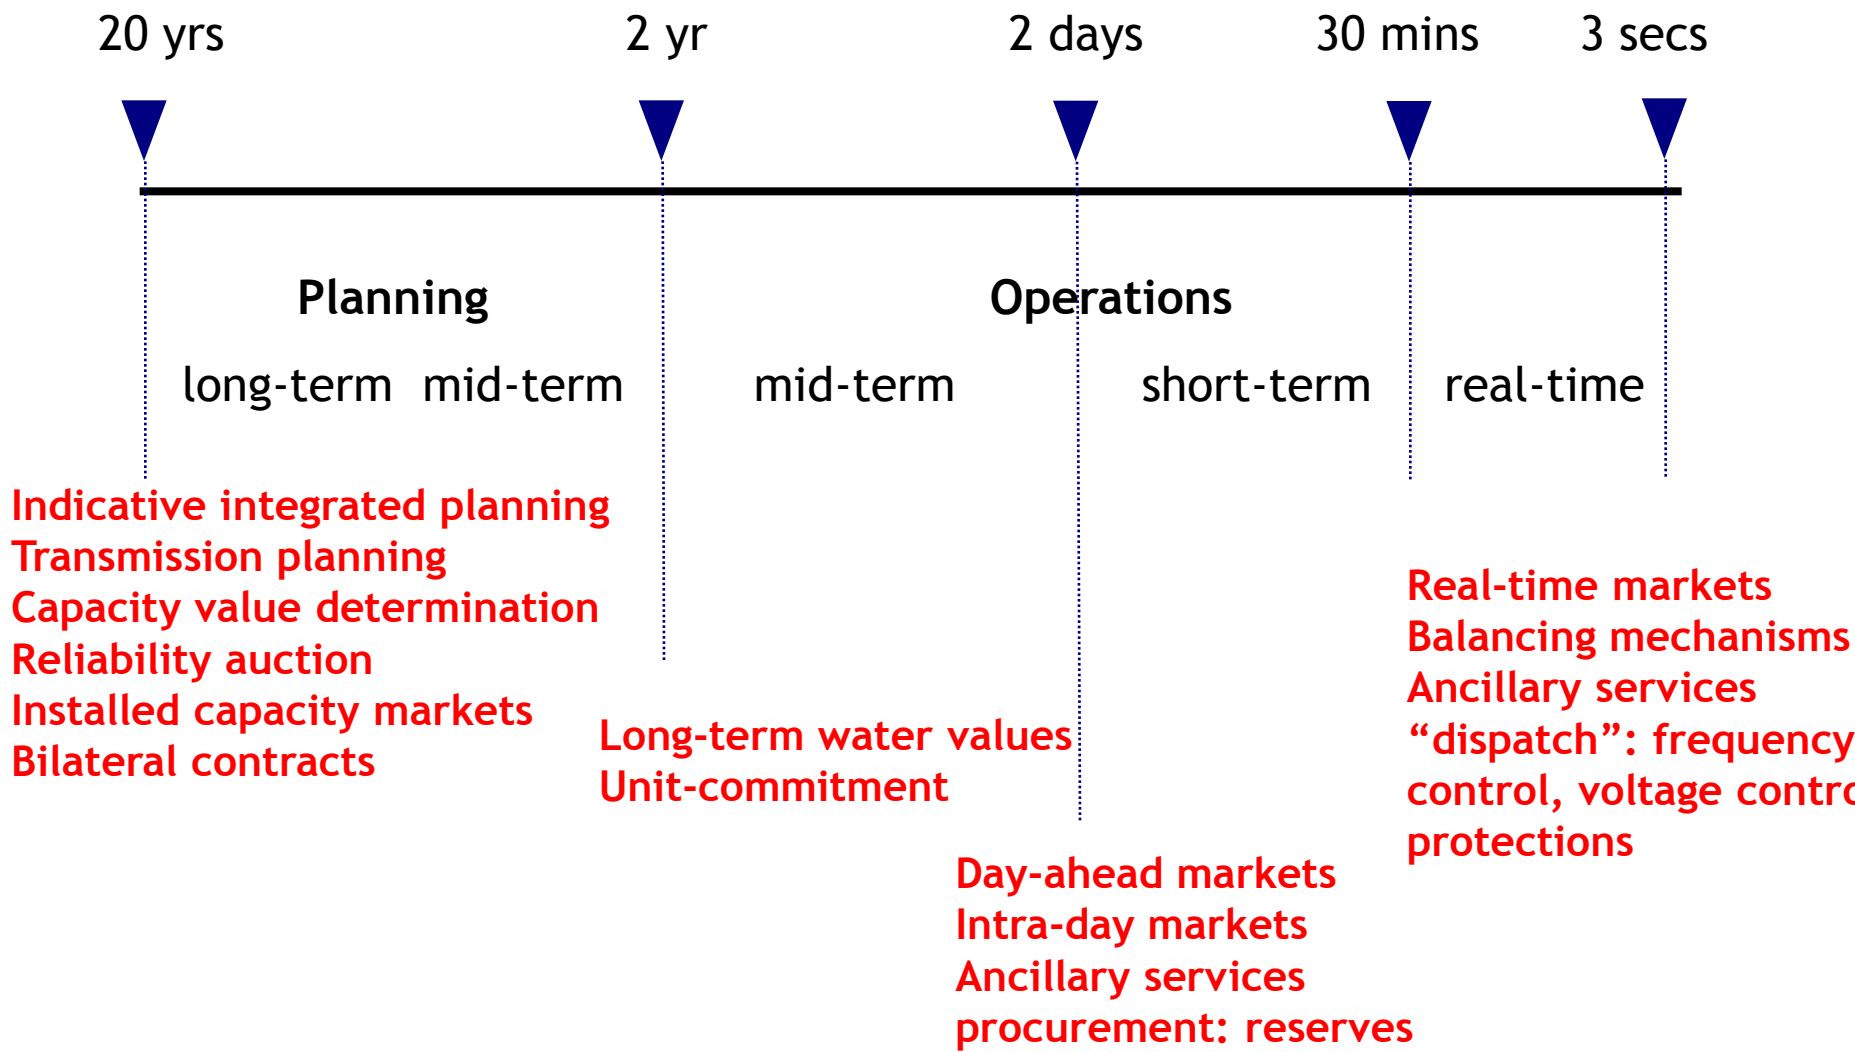 20 yrs 2 yr 2 days 30 mins 3 secs
Planning Operations
long-term mid-term mid-term short-term real-time
Indicative integrated planning
Transmission planning
Capacity value determination
Reliability auction
Installed capacity markets
Bilateral contracts
Long-term water values
Unit-commitment
Day-ahead markets
Intra-day markets
Ancillary services
procurement: reserves
Real-time markets
Balancing mechanisms
Ancillary services
“dispatch”: frequency
control, voltage
protections